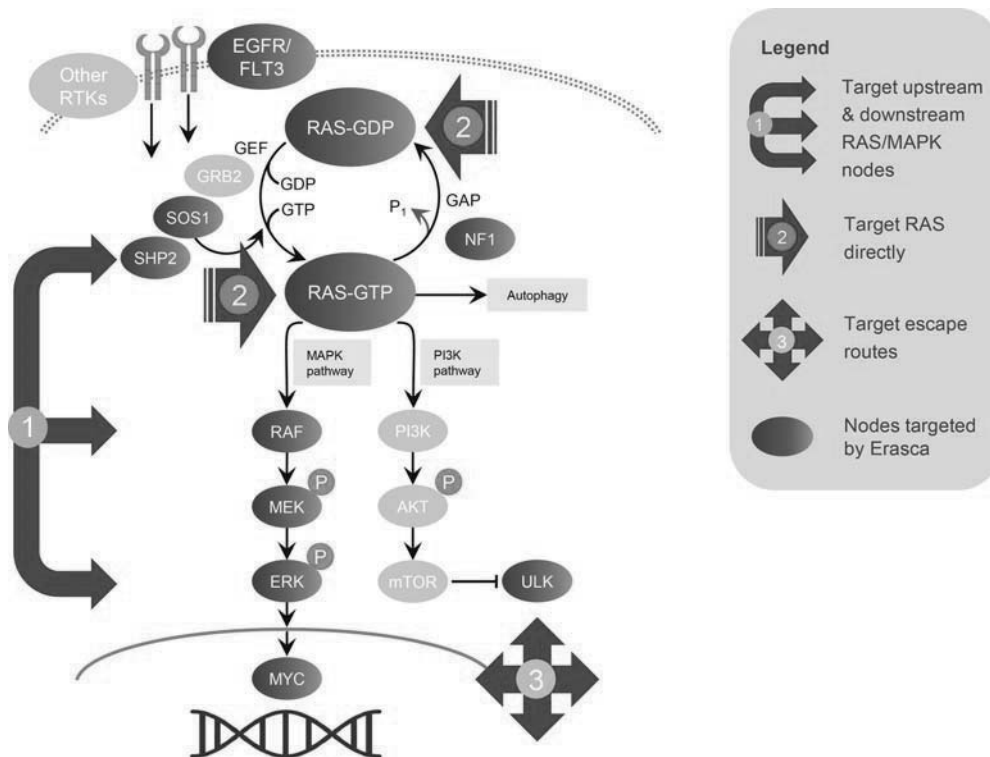 Other
RTKs
EGFR/
FLT3
RAS-GDP
2
GEF
GRB2
GDP
GTP
SOS1
SHP2
P1
GAP
NF1
2
RAS-GTP
Autophagy
MAPK
pathway
PI3K
pathway
1
RAF
PI3K
P
MEK
P
AKT
P
ERK
mTOR
ULK
MYC
3
Legend
1
Target upstream
& downstream
RAS/MAPK
nodes
2
Target RAS
directly
3
Target escape
routes
Nodes targeted
by Erasca